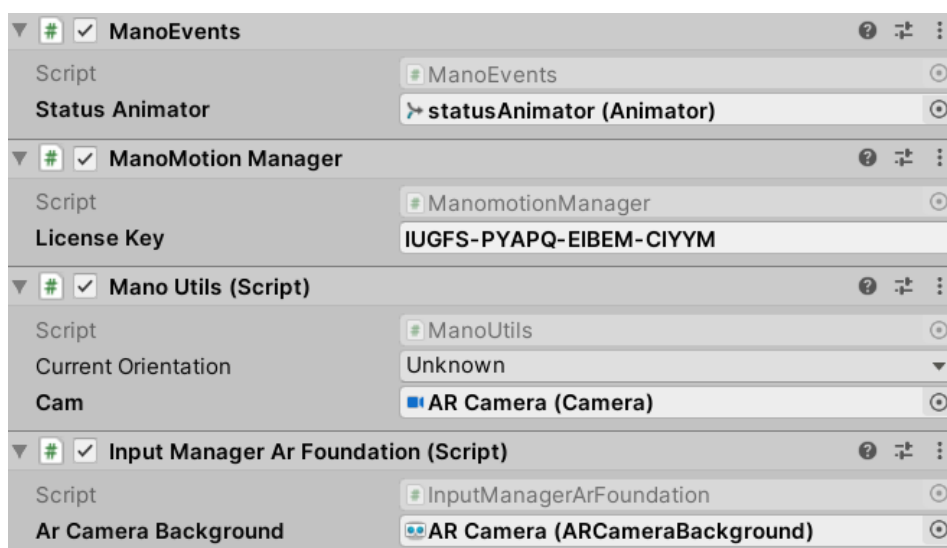 ManoEvents
Script ManoEvents
Status Animator statusAnimator (Animator)
ManoMotion Manager
Script ManomotionManager
License Key IUGFS-PYAPQ-EIBEM-CIYYM
Mano Utils (Script)
Script ManoUtils
Current Orientation Unknown
Cam AR Camera (Camera)
Input Manager Ar Foundation (Script)
Script InputManagerArFoundation
Ar Camera Background AR Camera (ARCameraBackground)